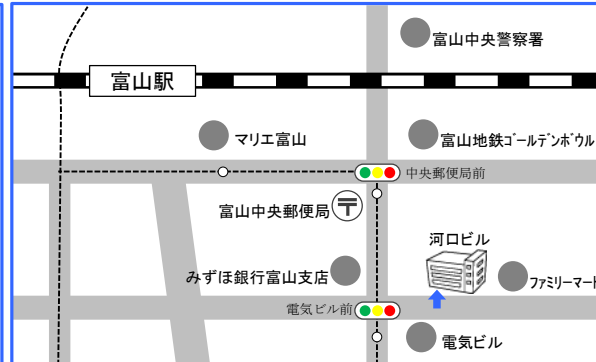 富山中央警察署
富山駅
マリエ富山
富山地鉄ｺﾞｰﾙﾃﾞﾝﾎﾞｳﾙ
中央郵便局前
富山中央郵便局
河口ビル
みずほ銀行富山支店
ﾌｧﾐﾘｰﾏｰﾄ
電気ビル前
電気ビル